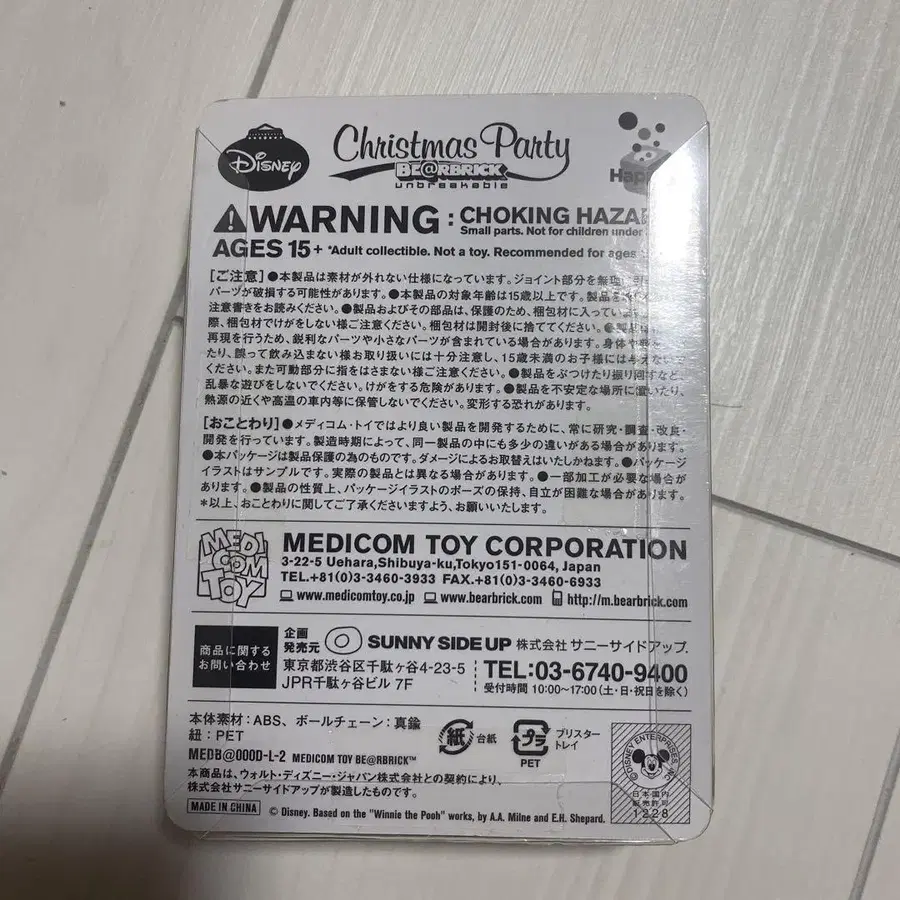 DISNEY
Christmas Party
BE@RBRICK
unbreakable
WARNING : CHOKING
Small parts. Not for children under
AGES 15+ *Adult collectible. Not a toy. Recommended for ages
[ご注意]●本製品は素材が外れない仕様になっています。ジョイント部分を無理に
パーツが破損する可能性があります。●本製品の対象年齢は15歳以上です。製品を
注意書きをお読みください。●製品およびその部品は、保護のため、梱包材に入ってい
際、梱包材でけがをしない様ご注意ください。梱包材は開封後に捨ててください。●製品
再現を行うため、鋭利なパーツや小さなパーツが含まれている場合があります。身体や
たり、誤って飲み込まない様お取り扱いには十分注意し、15歳未満のお子様には与えないで
ください。また可動部分に指をはさまない様ご注意ください。●製品をぶつけたり振り回すなど、
乱暴な遊びをしないでください。けがをする危険があります。●製品を不安定な場所に置いたり、
熱源の近くや高温の車内等に保管しないでください。変形する恐れがあります。
[おことわり]●メディコム・トイではより良い製品を開発するために、常に研究・調査・改良・
開発を行っています。製造時期によって、同一製品の中にも多少の違いがある場合があります。
●本パッケージは製品保護の為のものです。ダメージによるお取替えはいたしかねます。●パッケージ
イラストはサンプルです。実際の製品とは異なる場合があります。●一部加工が必要な場合が
あります。●製品の性質上、パッケージイラストのポーズの保持、自立が困難な場合があります。
*以上、おことわりに関してご了承くださいますよう、お願いいたします。
MEDICOM TOY
MEDICOM TOY CORPORATION
3-22-5 Uehara,Shibuya-ku,Tokyo151-0064, Japan
TEL.+81(0)3-3460-3933 FAX.+81(0)3-3460-6933
www.medicomtoy.co.jp www.bearbrick.com http://m.bearbrick.com
商品に関する
お問い合わせ
企画
発売元
SUNNY SIDE UP 株式会社 サニーサイドアップ
東京都渋谷区千駄ヶ谷4-23-5
JPR千駄ヶ谷ビル 7F
TEL:03-6740-9400
受付時間 10:00~17:00(土・日・祝日を除く)
本体素材:ABS、ボールチェーン:真鍮
紐:PET
紙 台紙
プラ
PET
ブリスター
トレイ
MEDB@000D-L-2 MEDICOM TOY BE@RBRICK™
本商品は、ウォルト・ディズニー・ジャパン株式会社との契約により、
株式会社サニーサイドアップが製造したものです。
MADE IN CHINA
© Disney. Based on the "Winnie the Pooh" works, by A.A. Milne and E.H. Shepard.
© DISNEY ENTERPRISES, INC
日本国内
販売許可
1228